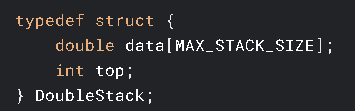 typedef struct {
    double data[MAX_STACK_SIZE];
    int top;
} DoubleStack;